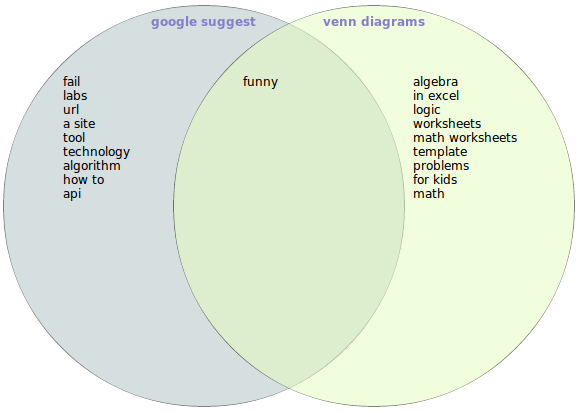 google suggest
venn diagrams
fail
labs
url
a site
tool
technology
algorithm
how to
api
funny
algebra
in excel
logic
worksheets
math worksheets
template
problems
for kids
math